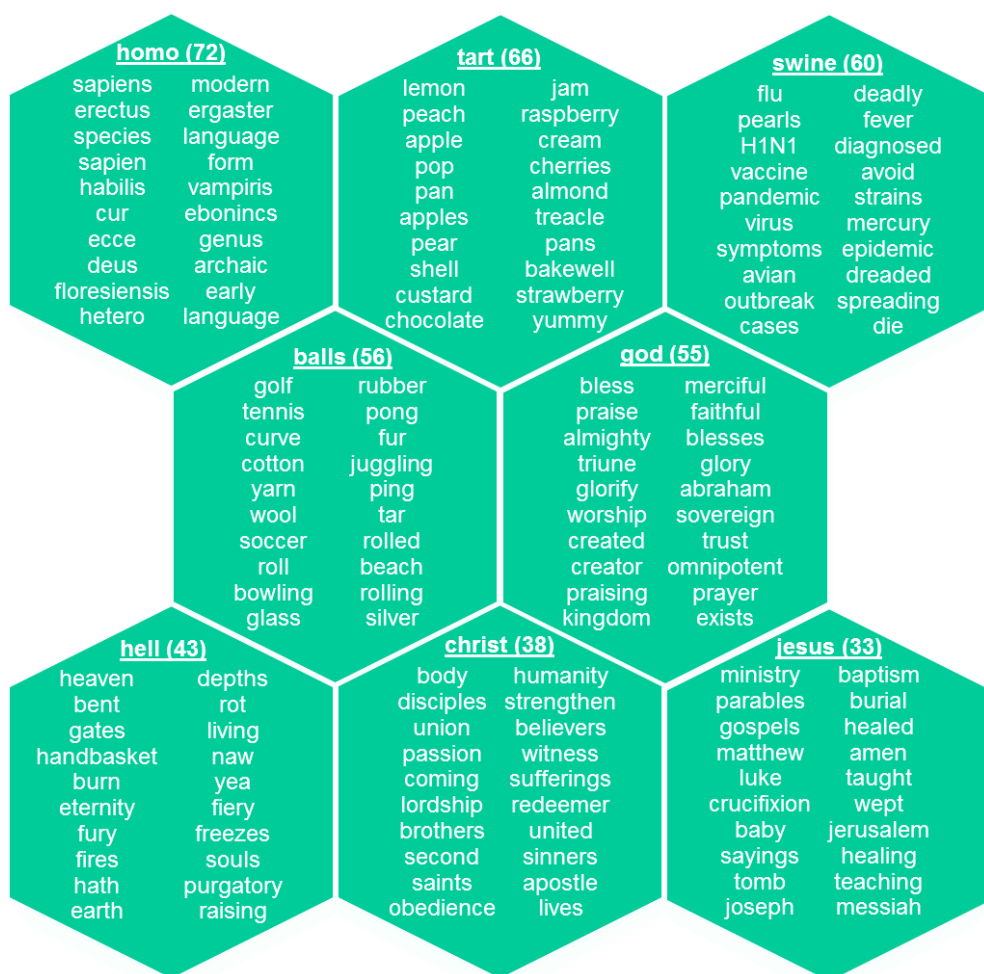 homo (72)
sapiens modern
erectus ergaster
species language
sapien form
habilis vampiris
cur ebonincs
ecce genus
deus archaic
floresiensis early
hetero language
tart (66)
lemon jam
peach raspberry
apple cream
pop cherries
pan almond
apples treacle
pear pans
shell bakewell
custard strawberry
chocolate yummy
swine (60)
flu deadly
pearls fever
H1N1 diagnosed
vaccine avoid
pandemic strains
virus mercury
symptoms epidemic
avian dreaded
outbreak spreading
cases die
balls (56)
golf rubber
tennis pong
curve fur
cotton juggling
yarn ping
wool tar
soccer rolled
roll beach
bowling rolling
glass silver
god (55)
bless merciful
praise faithful
almighty blesses
triune glory
glorify abraham
worship sovereign
created trust
creator omnipotent
praising prayer
kingdom exists
hell (43)
heaven depths
bent rot
gates living
handbasket naw
burn yea
eternity fiery
fury freezes
fires souls
hath purgatory
earth raising
christ (38)
body humanity
disciples strengthen
union believers
passion witness
coming sufferings
lordship redeemer
brothers united
second sinners
saints apostle
obedience lives
jesus (33)
ministry baptism
parables burial
gospels healed
matthew amen
luke taught
crucifixion wept
baby jerusalem
sayings healing
tomb teaching
joseph messiah